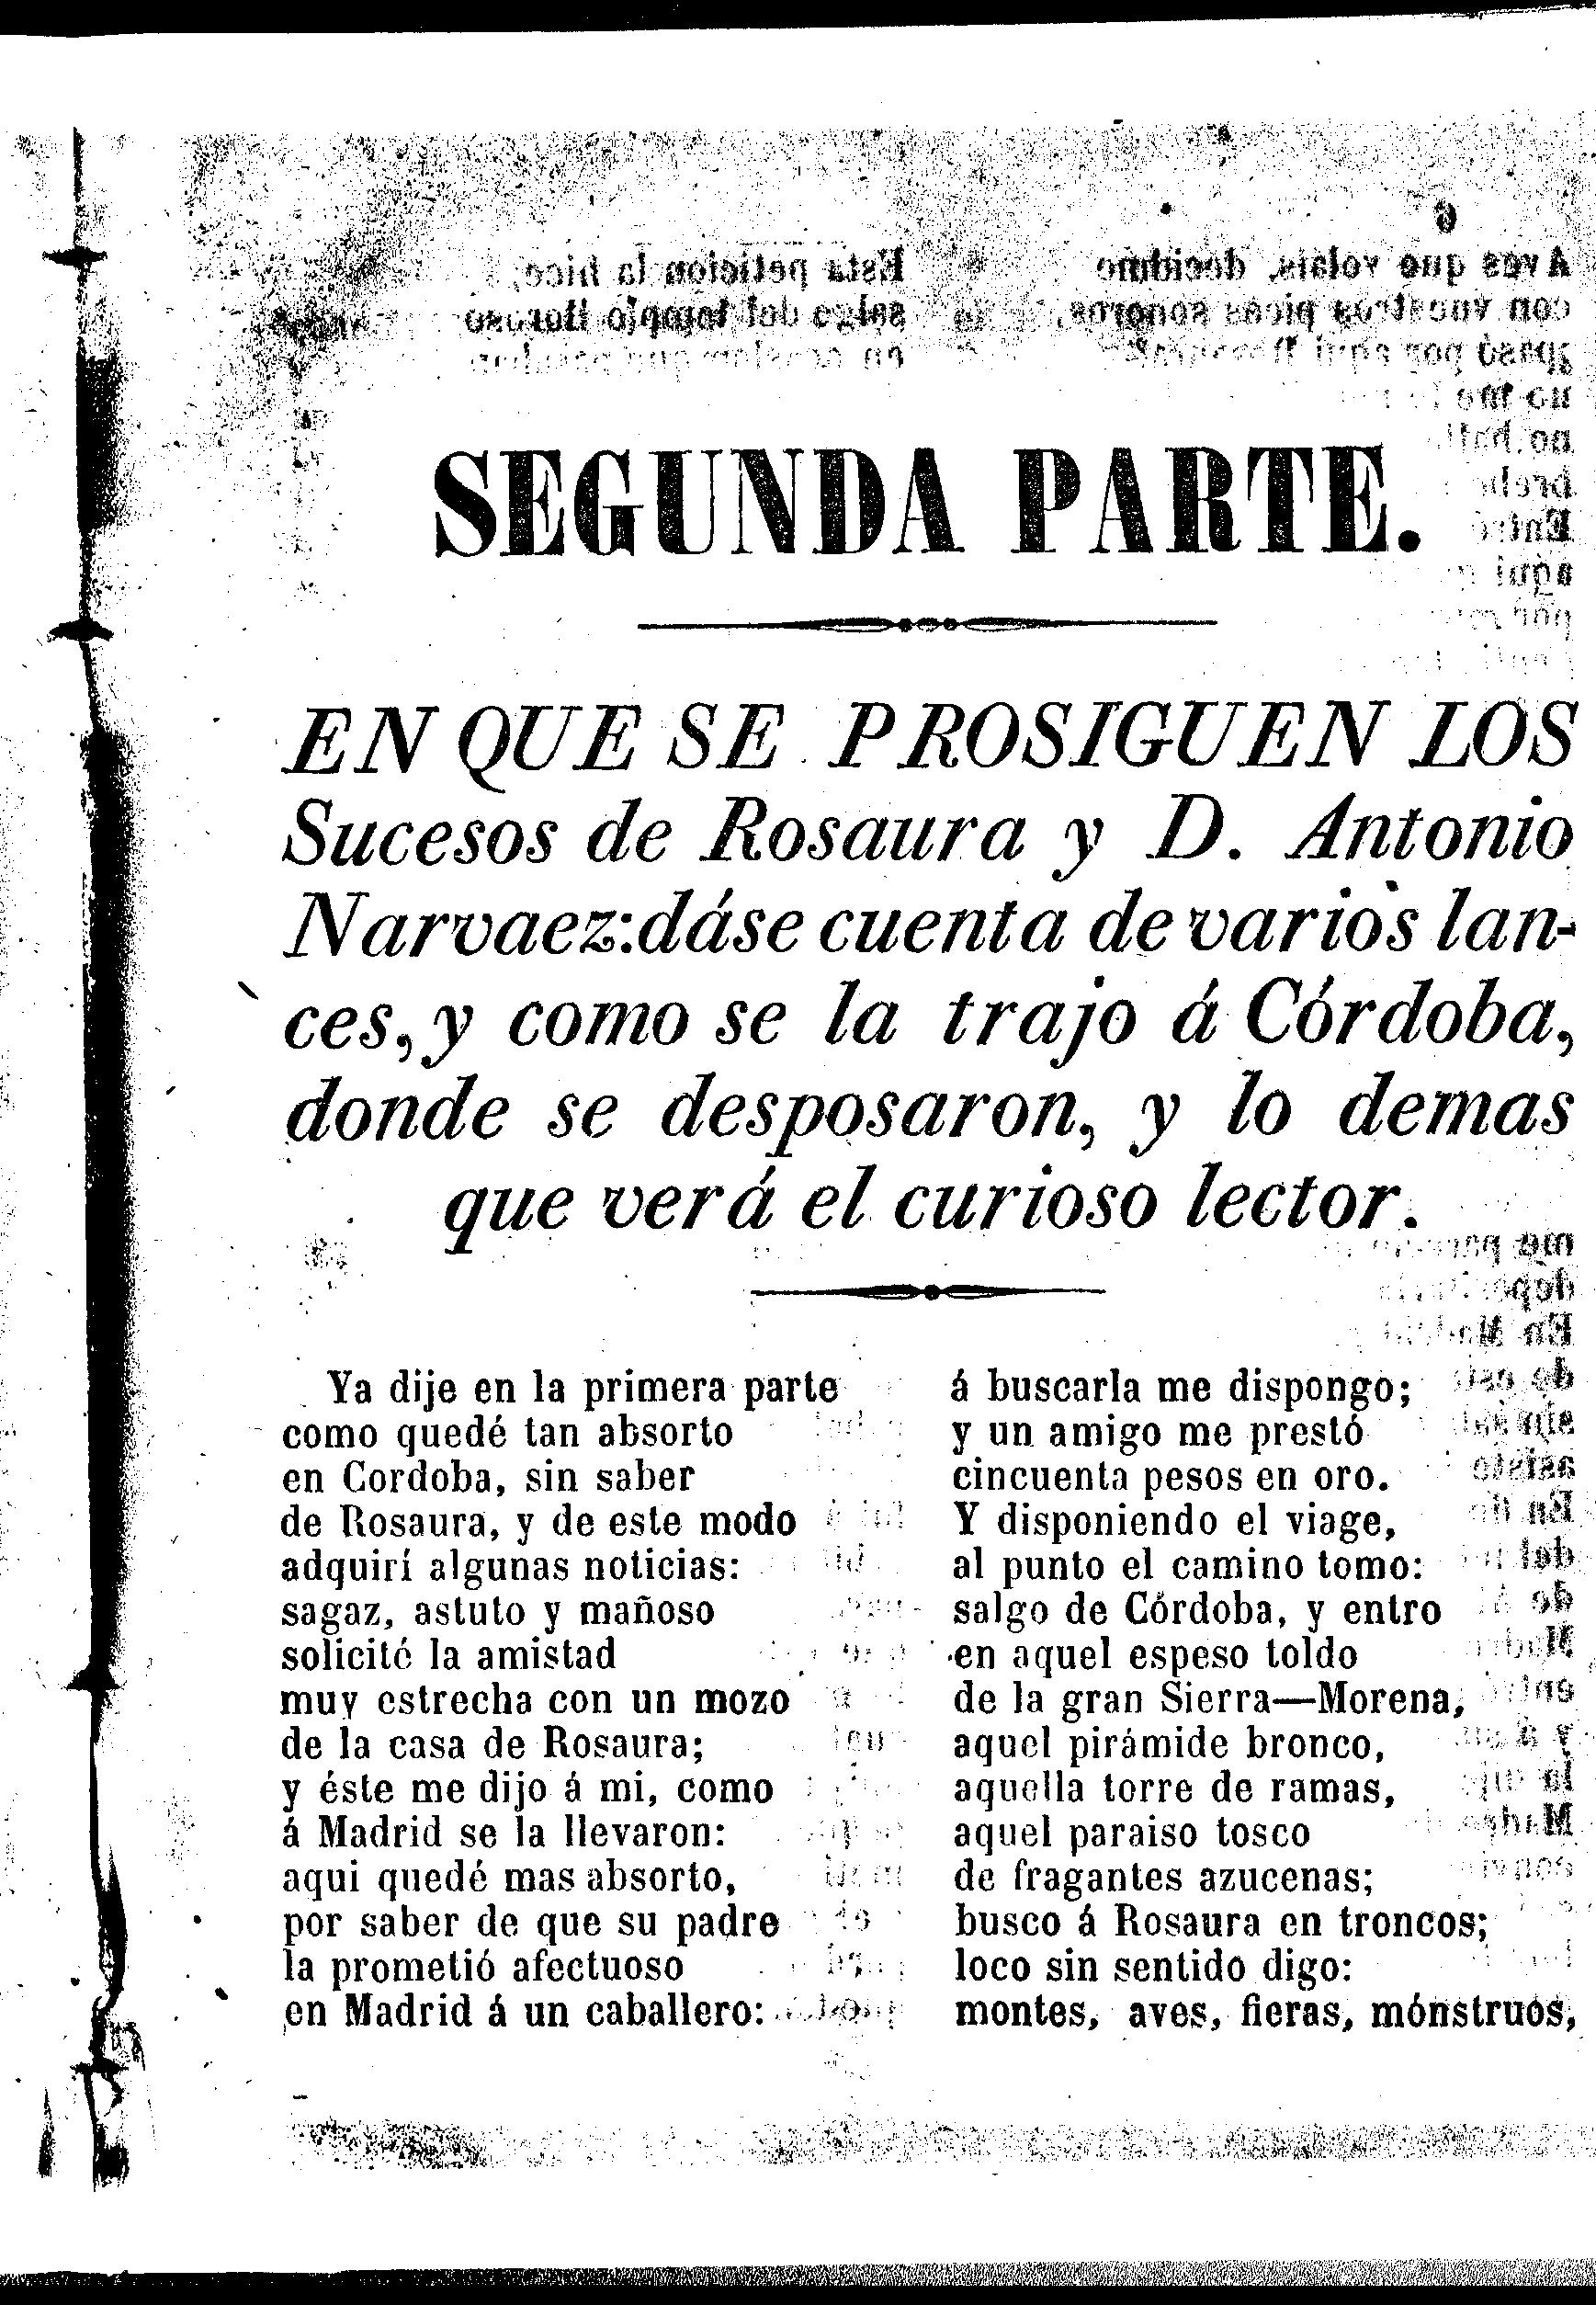 SEGUNDA PARTE.
EN QUE SE PROSIGUEN LOS
Sucesos de Rosaura y D. Antonio
Narvaez: dáse cuenta de varios lan-
ces, y como se la trajo á Córdoba,
donde se desposaron, y lo demas
que verá el curioso lector.
Ya dije en la primera parte
como quedé tan absorto
en Cordoba, sin saber
de Rosaura, y de este modo
adquirí algunas noticias:
sagaz, astuto y mañoso
solicité la amistad
muy estrecha con un mozo
de la casa de Rosaura;
y éste me dijo á mi, como
á Madrid se la llevaron:
aqui quedé mas absorto,
por saber de que su padre
la prometió afectuoso
en Madrid á un caballero:
á buscarla me dispongo;
y un amigo me prestó
cincuenta pesos en oro.
Y disponiendo el viage,
al punto el camino tomo:
salgo de Córdoba, y entro
en aquel espeso toldo
de la gran Sierra—Morena,
aquel pirámide bronco,
aquella torre de ramas,
aquel paraiso tosco
de fragantes azucenas;
busco á Rosaura en troncos;
loco sin sentido digo:
montes, aves, fieras, mónstruos,